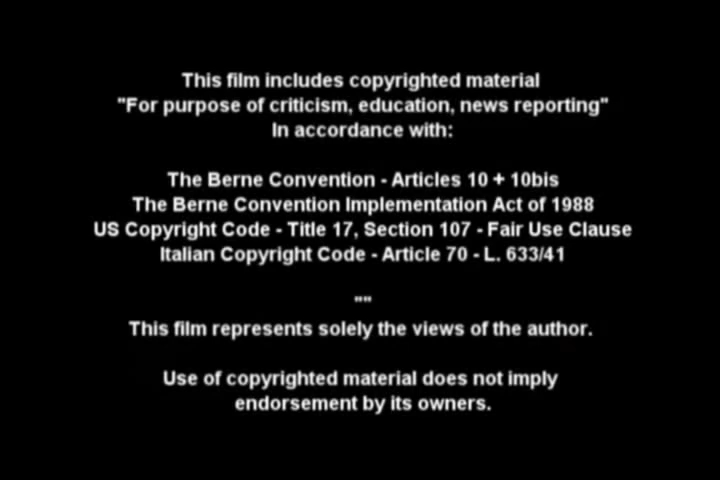 This film includes copyrighted material
"For purpose of criticism, education, news reporting"
In accordance with:
The Berne Convention - Articles 10 + 10bis
The Berne Convention Implementation Act of 1988
US Copyright Code - Title 17, Section 107 - Fair Use Clause
Italian Copyright Code - Article 70 - L. 633/41
""
This film represents solely the views of the author.
Use of copyrighted material does not imply
endorsement by its owners.